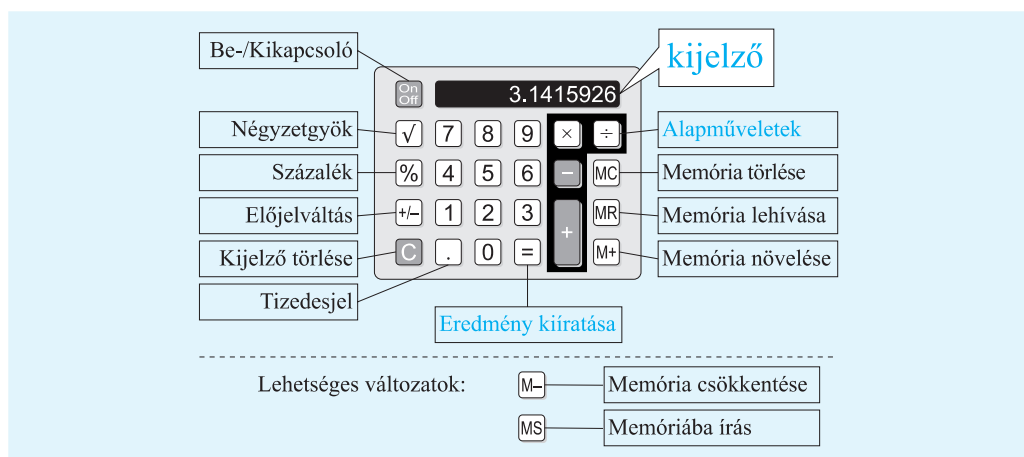 Be-/Kikapcsoló
kijelző
On
Off
3.1415926
Négyzetgyök
√ 7 8 9 × ÷
Alapműveletek
Százalék
% 4 5 6 – MC
Memória törlése
Előjelváltás
+/– 1 2 3 + MR
Memória lehívása
Kijelző törlése
C . 0 = M+
Memória növelése
Tizedesjel
Eredmény kiíratása
Lehetséges változatok:
M–
Memória csökkentése
MS
Memóriába írás